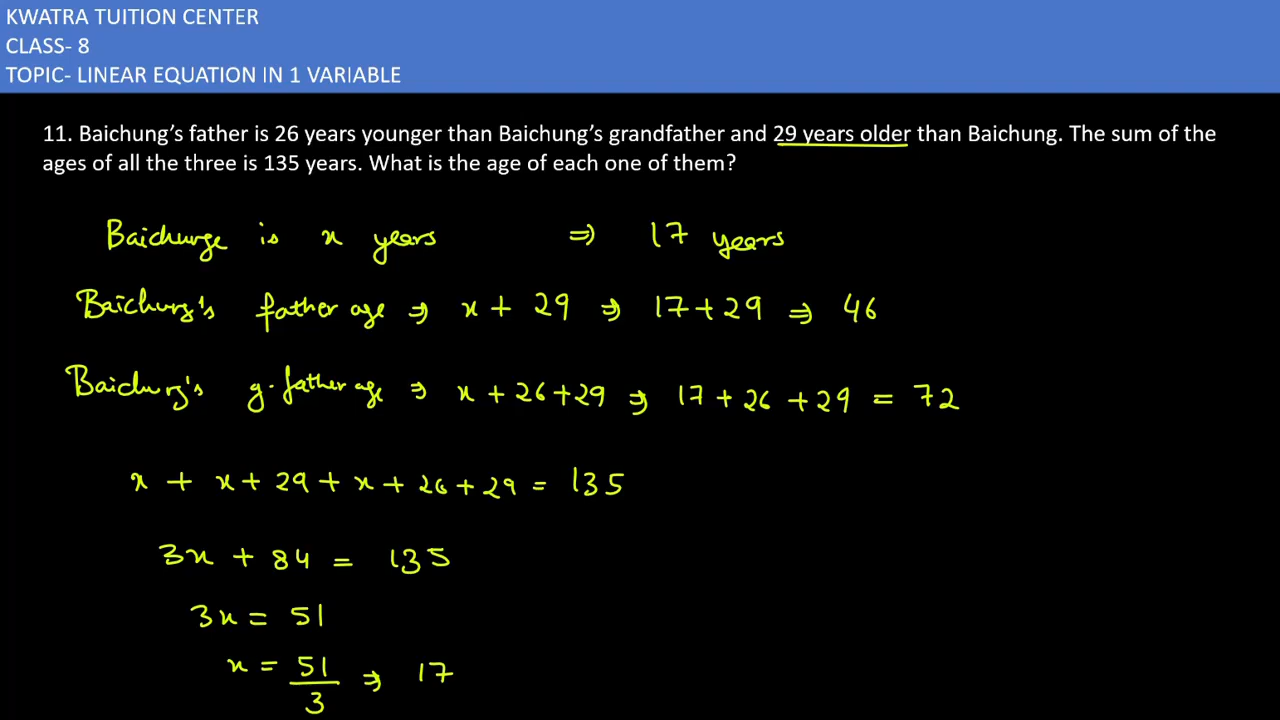 KWATRA TUITION CENTER
CLASS- 8
TOPIC- LINEAR EQUATION IN 1 VARIABLE
11. Baichung’s father is 26 years younger than Baichung’s grandfather and 29 years older than Baichung. The sum of the
ages of all the three is 135 years. What is the age of each one of them?
Baichunge is x years ⇒ 17 years
Baichung's father age ⇒ x + 29 ⇒ 17 + 29 ⇒ 46
Baichung's g. father age ⇒ x + 26 + 29 ⇒ 17 + 26 + 29 = 72
x + x + 29 + x + 26 + 29 = 135
3x + 84 = 135
3x = 51
x = 51/3 ⇒ 17